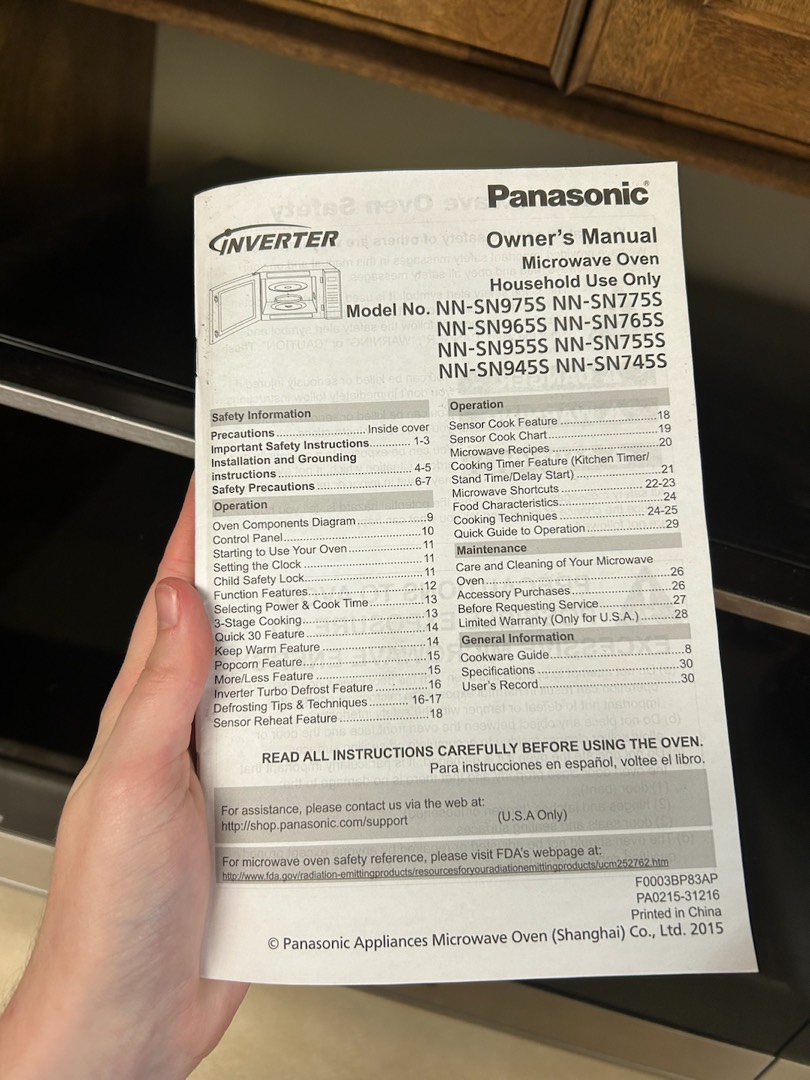 Panasonic®
INVERTER
Owner's Manual
Microwave Oven
Household Use Only
Model No. NN-SN975S NN-SN775S
NN-SN965S NN-SN765S
NN-SN955S NN-SN755S
NN-SN945S NN-SN745S
Safety Information
Precautions ........................ Inside cover
Important Safety Instructions........... 1-3
Installation and Grounding
instructions .................................... 4-5
Safety Precautions ......................... 6-7
Operation
Oven Components Diagram ..................9
Control Panel.....................................10
Starting to Use Your Oven...................11
Setting the Clock ...............................11
Child Safety Lock...............................11
Function Features..............................12
Selecting Power & Cook Time..............13
3-Stage Cooking................................13
Quick 30 Feature ...............................14
Keep Warm Feature ...........................14
Popcorn Feature................................15
More/Less Feature .............................15
Inverter Turbo Defrost Feature .............16
Defrosting Tips & Techniques .......... 16-17
Sensor Reheat Feature .......................18
Operation
Sensor Cook Feature .........................18
Sensor Cook Chart.............................19
Microwave Recipes ............................20
Cooking Timer Feature (Kitchen Timer/
Stand Time/Delay Start) ......................21
Microwave Shortcuts ..................... 22-23
Food Characteristics...........................24
Cooking Techniques ...................... 24-25
Quick Guide to Operation ....................29
Maintenance
Care and Cleaning of Your Microwave
Oven................................................26
Accessory Purchases .........................26
Before Requesting Service...................27
Limited Warranty (Only for U.S.A.) .........28
General Information
Cookware Guide..................................8
Specifications ...................................30
User's Record....................................30
READ ALL INSTRUCTIONS CAREFULLY BEFORE USING THE OVEN.
Para instrucciones en español, voltee el libro.
For assistance, please contact us via the web at:
http://shop.panasonic.com/support (U.S.A Only)
For microwave oven safety reference, please visit FDA's webpage at:
http://www.fda.gov/radiation-emittingproducts/resourcesforyouradiationemittingproducts/ucm252762.htm
F0003BP83AP
PA0215-31216
Printed in China
© Panasonic Appliances Microwave Oven (Shanghai) Co., Ltd. 2015